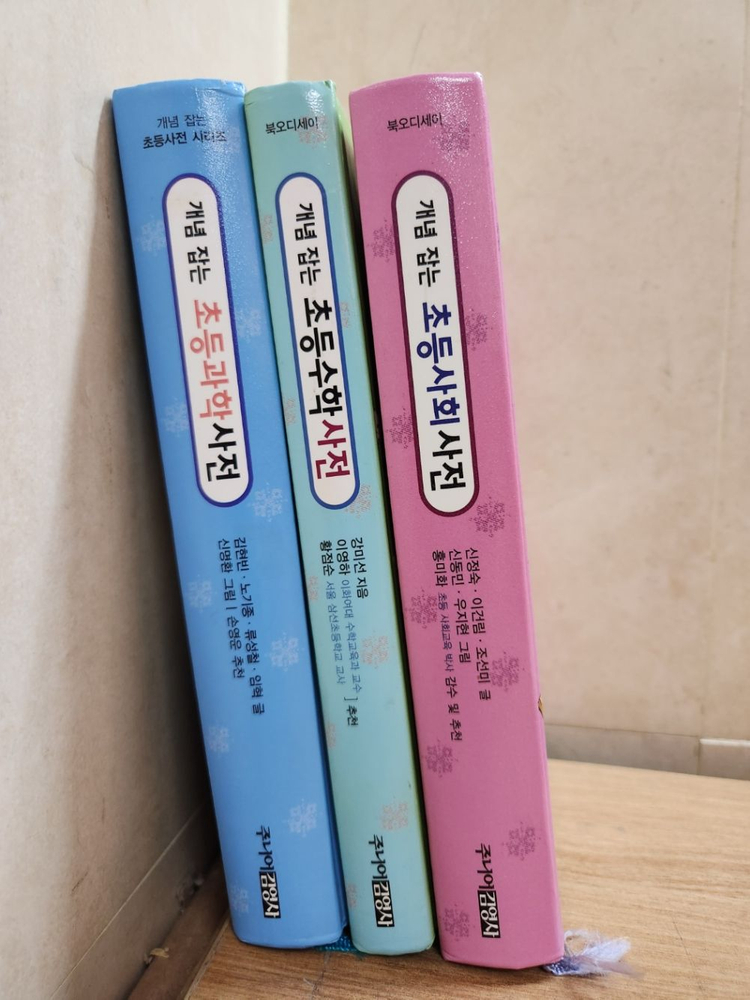 개념 잡는
초등사전 시리즈
개념 잡는 초등과학사전
김현빈 · 노기종 · 류성철 · 임혁 글
신명환 그림 | 손영운 추천
주니어김영사
북오디세이
개념 잡는 초등수학사전
강미선 지음
이영하 이화여대 수학교육과 교수
황점순 서울 삼선초등학교 교사 ] 추천
주니어김영사
북오디세이
개념 잡는 초등사회사전
신정숙 · 이건림 · 조선미 글
신동민 · 우지현 그림
홍미화 초등 사회교육 박사 감수 및 추천
주니어김영사